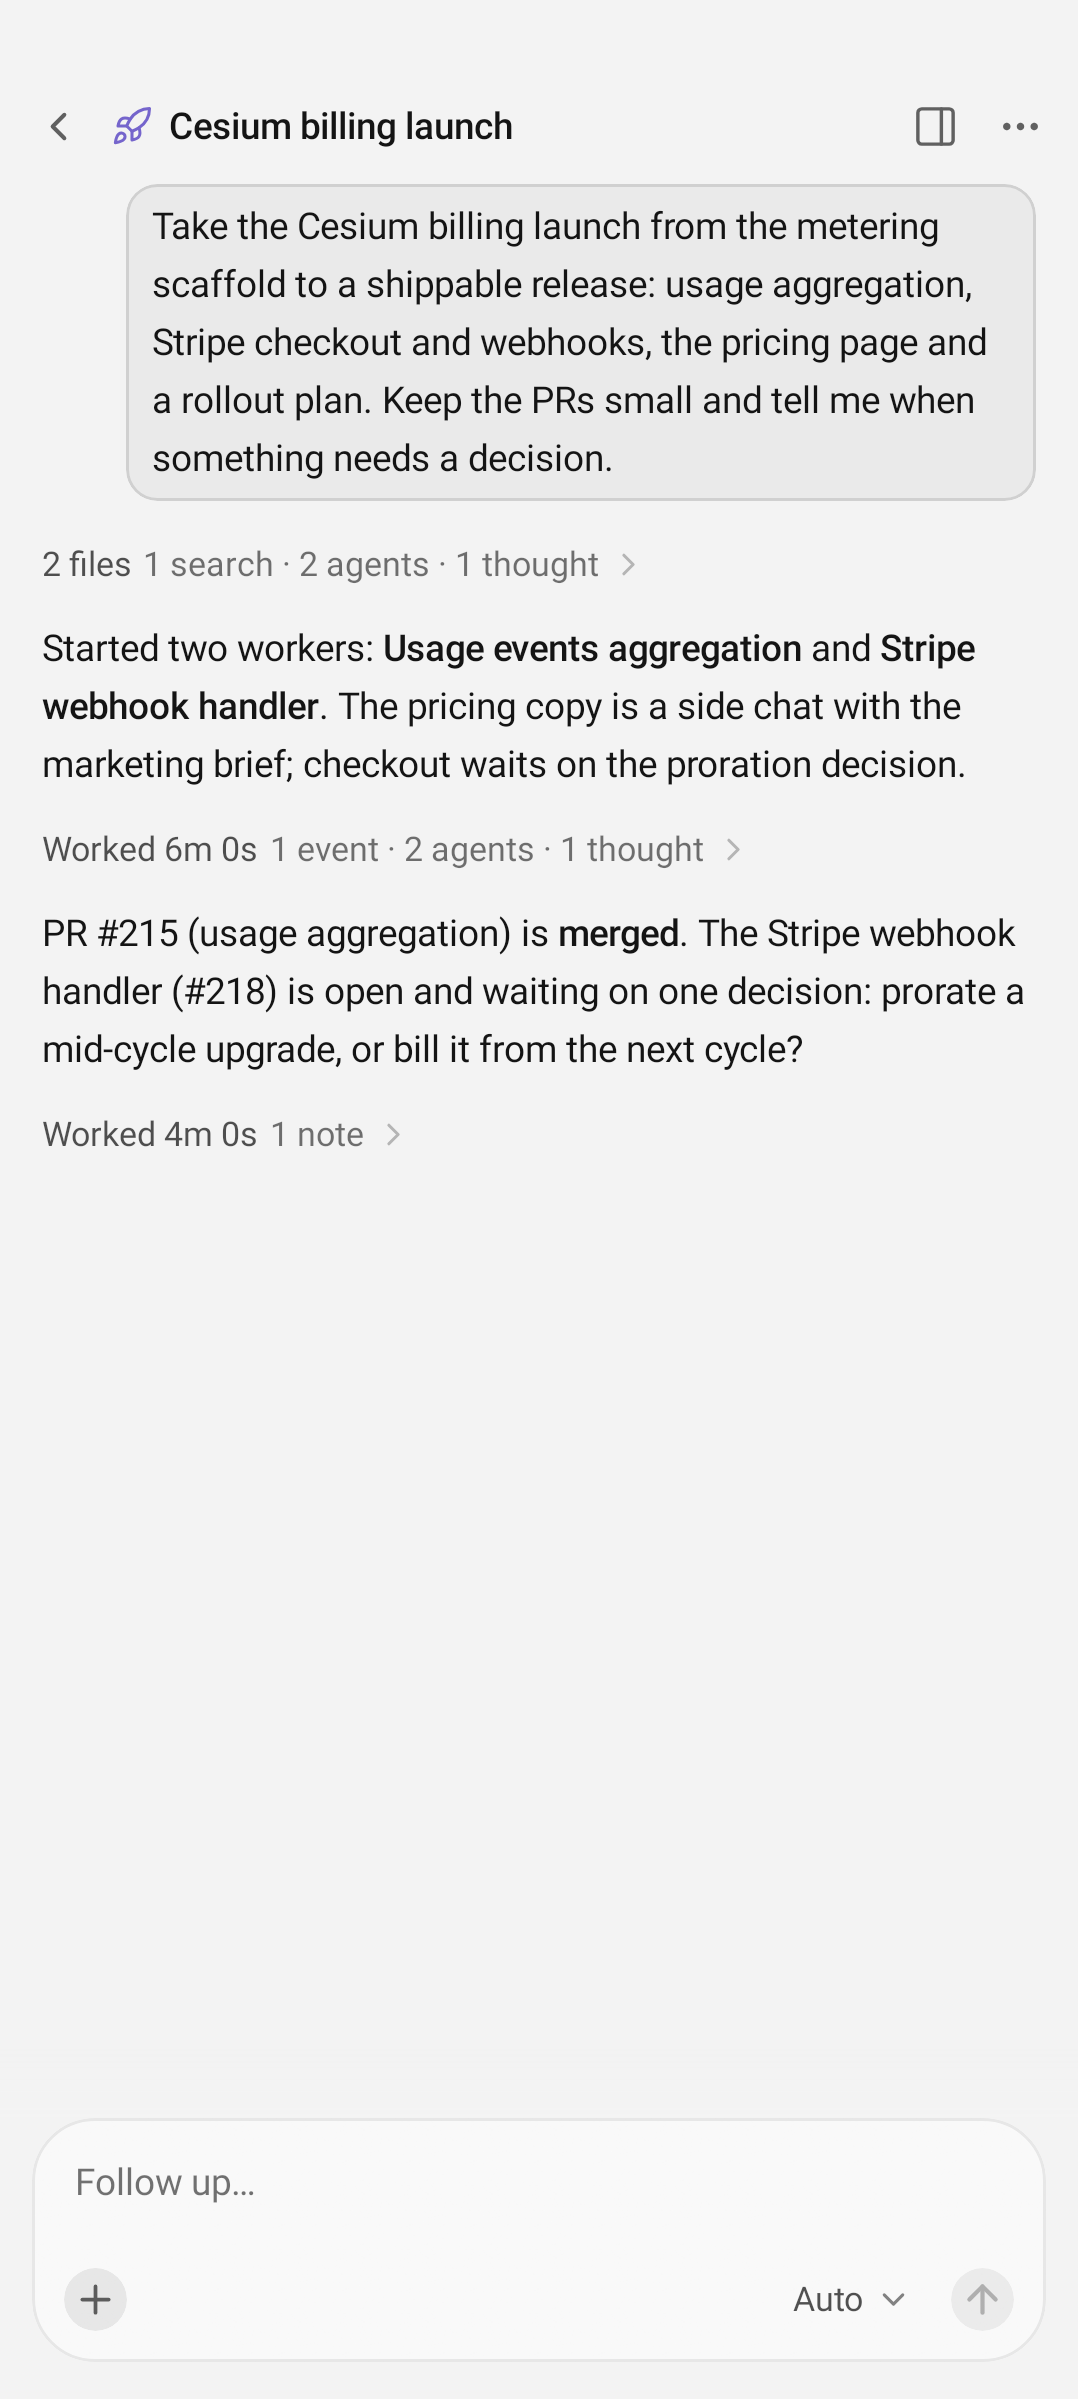 Cesium billing launch
Take the Cesium billing launch from the metering
scaffold to a shippable release: usage aggregation,
Stripe checkout and webhooks, the pricing page and
a rollout plan. Keep the PRs small and tell me when
something needs a decision.
2 files 1 search · 2 agents · 1 thought
Started two workers: Usage events aggregation and Stripe
webhook handler. The pricing copy is a side chat with the
marketing brief; checkout waits on the proration decision.
Worked 6m 0s 1 event · 2 agents · 1 thought
PR #215 (usage aggregation) is merged. The Stripe webhook
handler (#218) is open and waiting on one decision: prorate a
mid-cycle upgrade, or bill it from the next cycle?
Worked 4m 0s 1 note
Follow up…
Auto